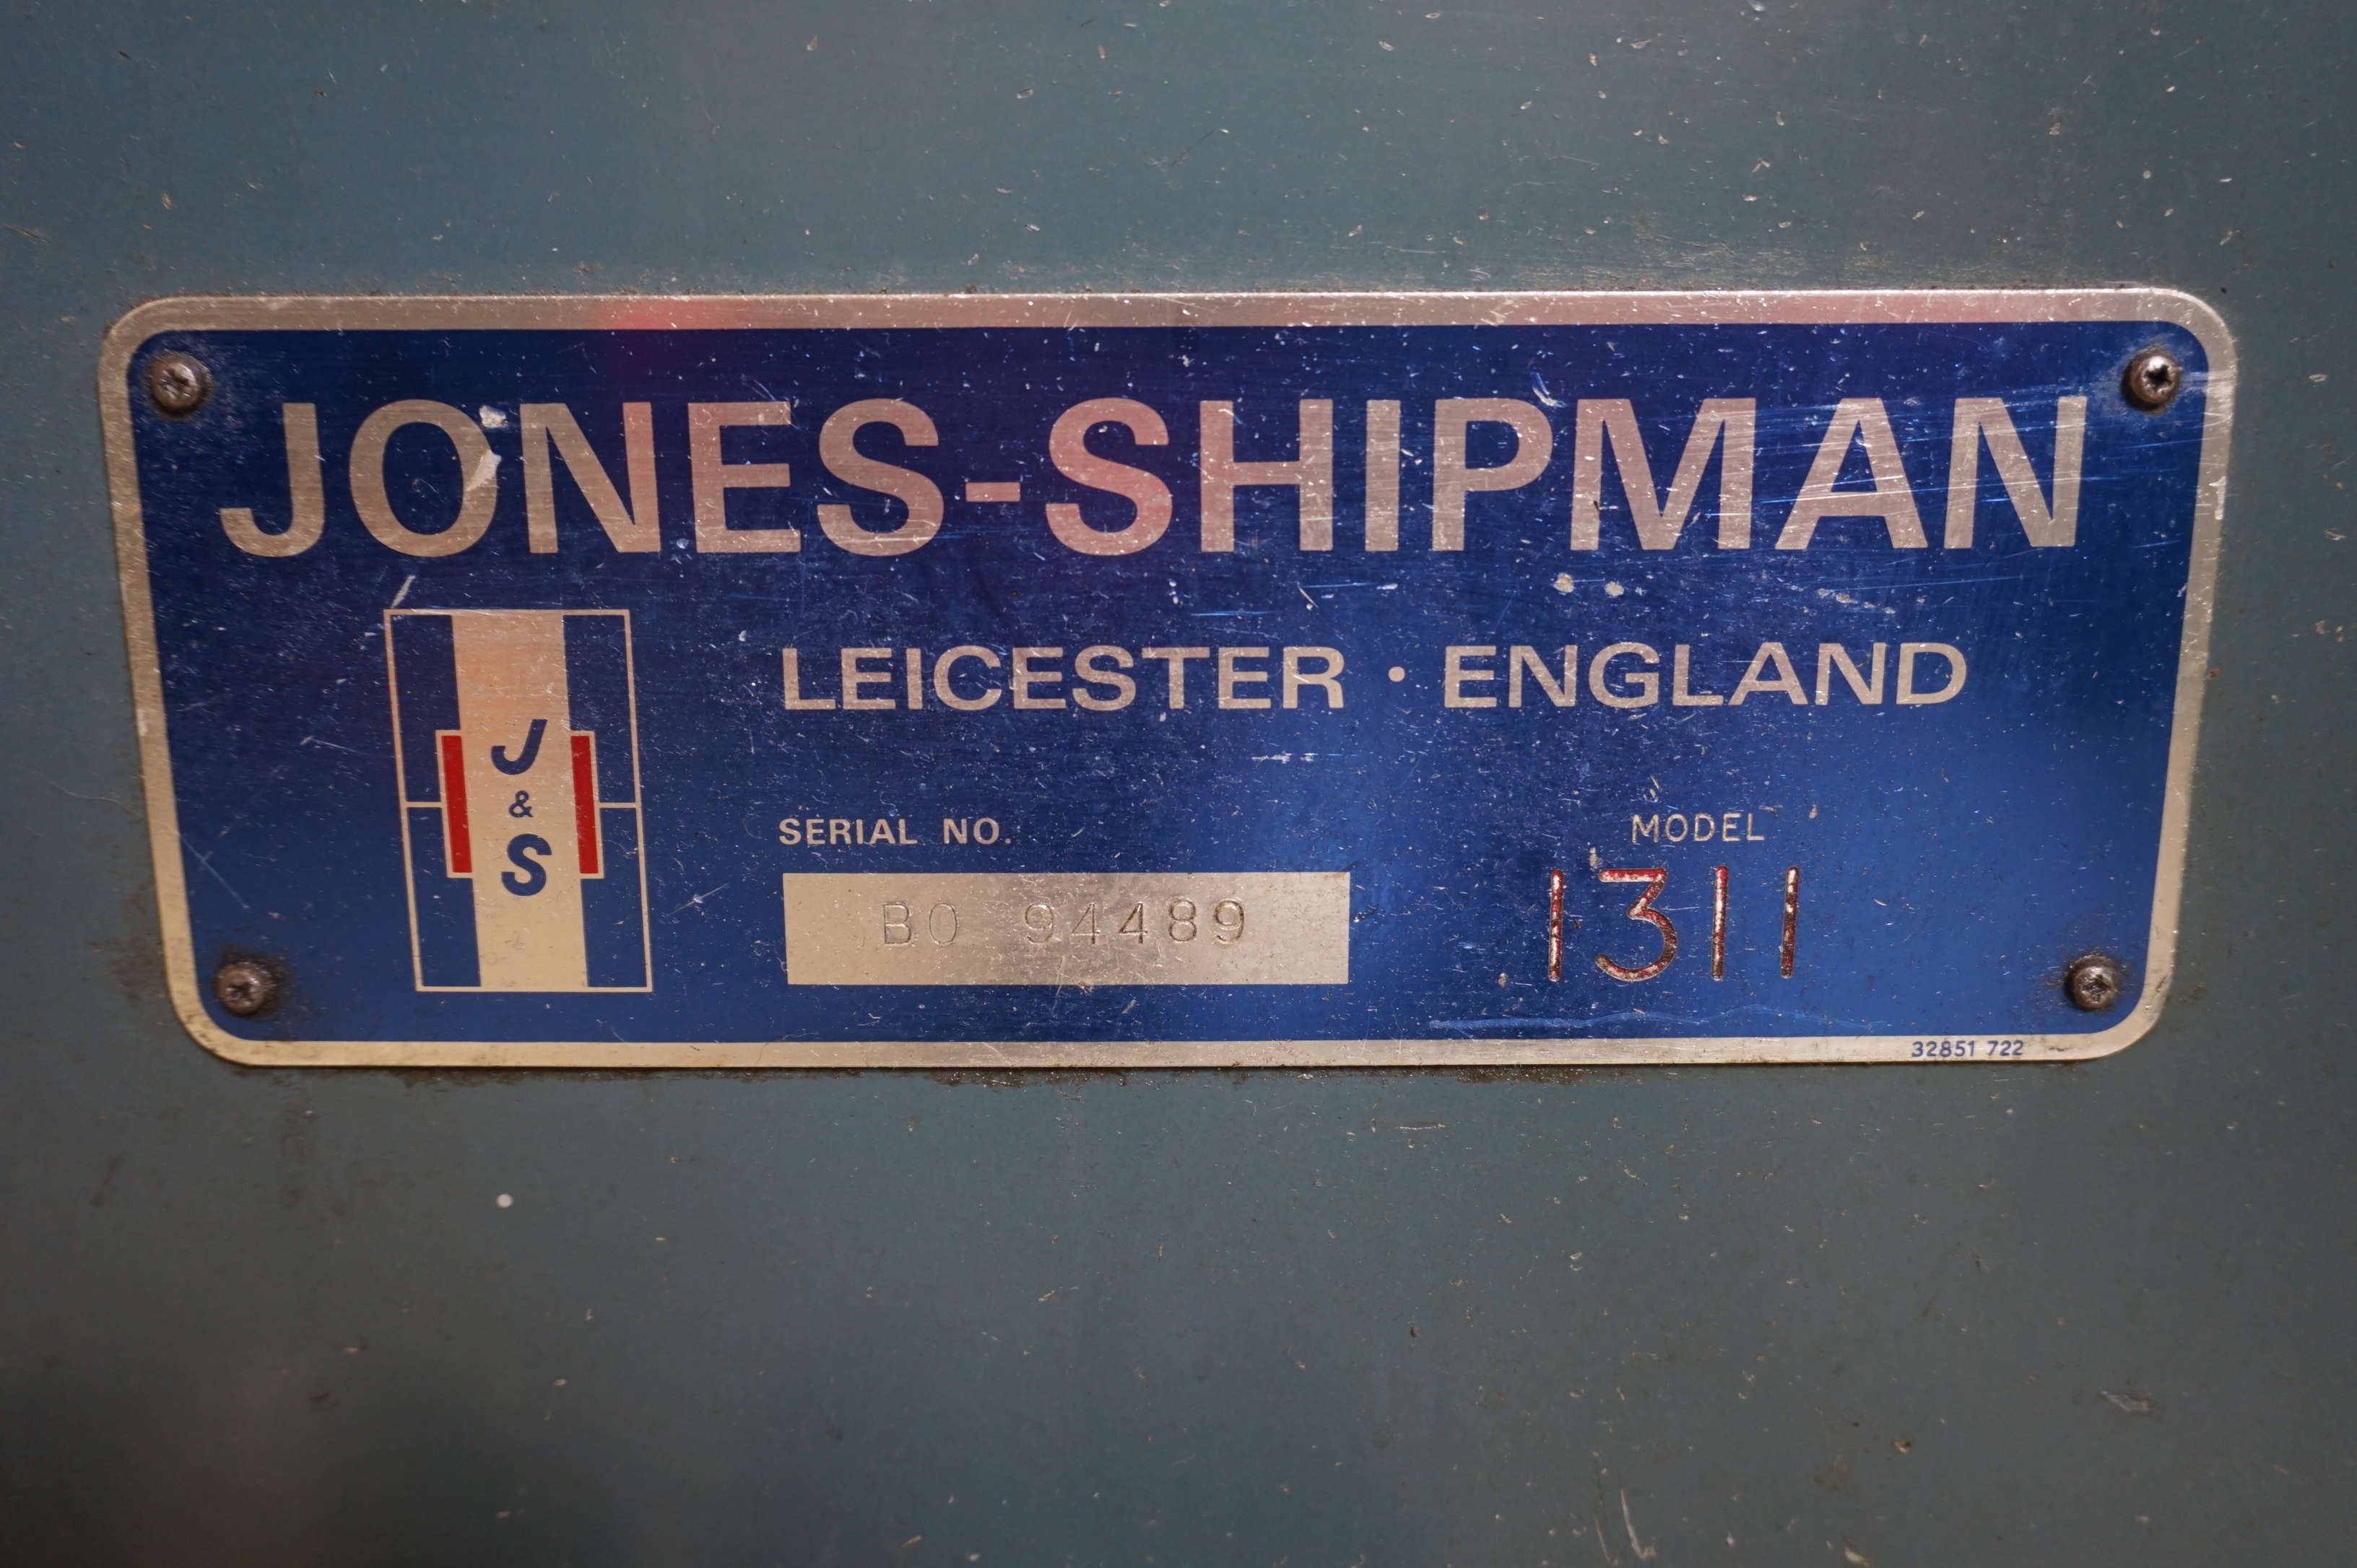 JONES-SHIPMAN
LEICESTER · ENGLAND
J
&
S
SERIAL NO.
BO 94489
MODEL
1311
32851 722